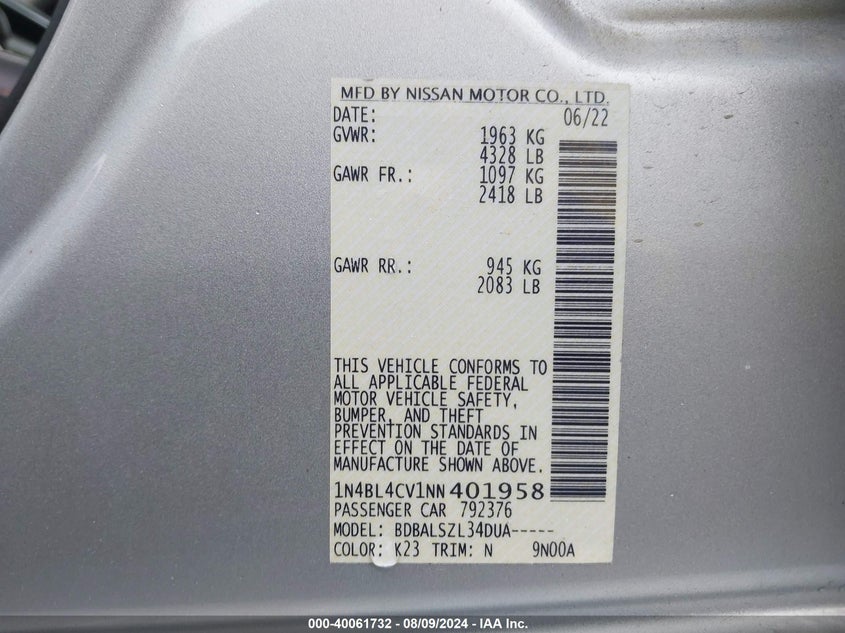 MFD BY NISSAN MOTOR CO., LTD.
DATE: 06/22
GVWR: 1963 KG
4328 LB
GAWR FR.: 1097 KG
2418 LB
GAWR RR.: 945 KG
2083 LB
THIS VEHICLE CONFORMS TO
ALL APPLICABLE FEDERAL
MOTOR VEHICLE SAFETY,
BUMPER, AND THEFT
PREVENTION STANDARDS IN
EFFECT ON THE DATE OF
MANUFACTURE SHOWN ABOVE.
1N4BL4CV1NN401958
PASSENGER CAR 792376
MODEL: BDBALSZL34DUA-----
COLOR: K23 TRIM: N 9N00A
000-40061732 - 08/09/2024 - IAA Inc.